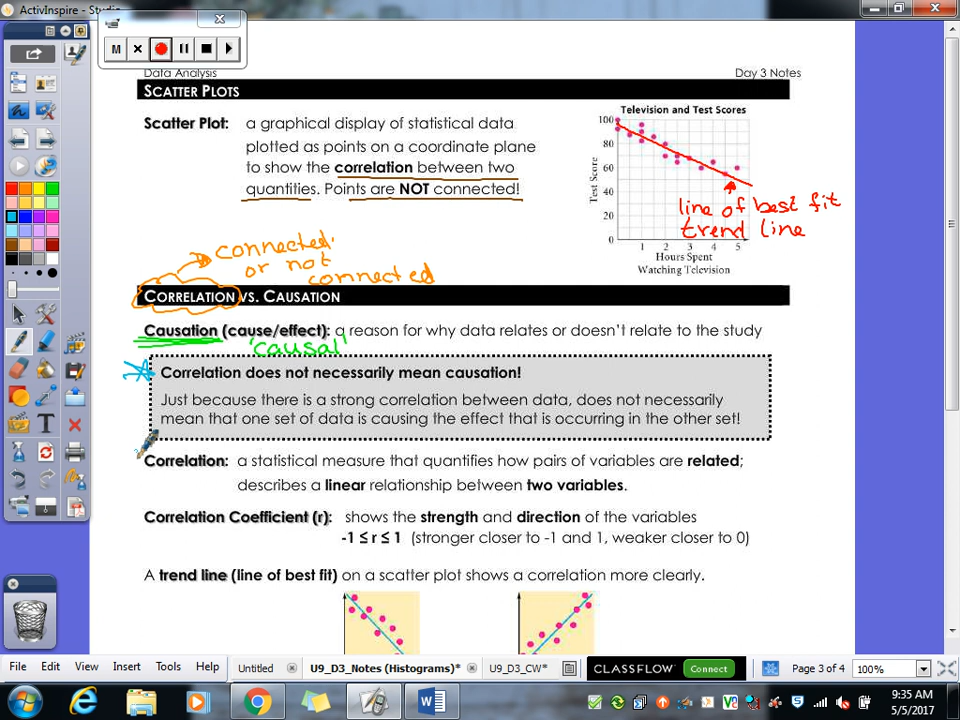 ActivInspire - Studio
M
Data Analysis
Day 3 Notes
SCATTER PLOTS
Scatter Plot: a graphical display of statistical data
plotted as points on a coordinate plane
to show the correlation between two
quantities. Points are NOT connected!
Television and Test Scores
100
80
60
40
20
0
Test Score
1 2 3 4 5
Hours Spent
Watching Television
line of best fit
trend line
connected.
or not
connected
CORRELATION VS. CAUSATION
Causation (cause/effect): a reason for why data relates or doesn't relate to the study
'causal'
Correlation does not necessarily mean causation!
Just because there is a strong correlation between data, does not necessarily
mean that one set of data is causing the effect that is occurring in the other set!
Correlation: a statistical measure that quantifies how pairs of variables are related;
describes a linear relationship between two variables.
Correlation Coefficient (r): shows the strength and direction of the variables
-1 ≤ r ≤ 1 (stronger closer to -1 and 1, weaker closer to 0)
A trend line (line of best fit) on a scatter plot shows a correlation more clearly.
File Edit View Insert Tools Help
Untitled
U9_D3_Notes (Histograms)*
U9_D3_CW*
CLASSFLOW
Connect
Page 3 of 4
100%
9:35 AM
5/5/2017